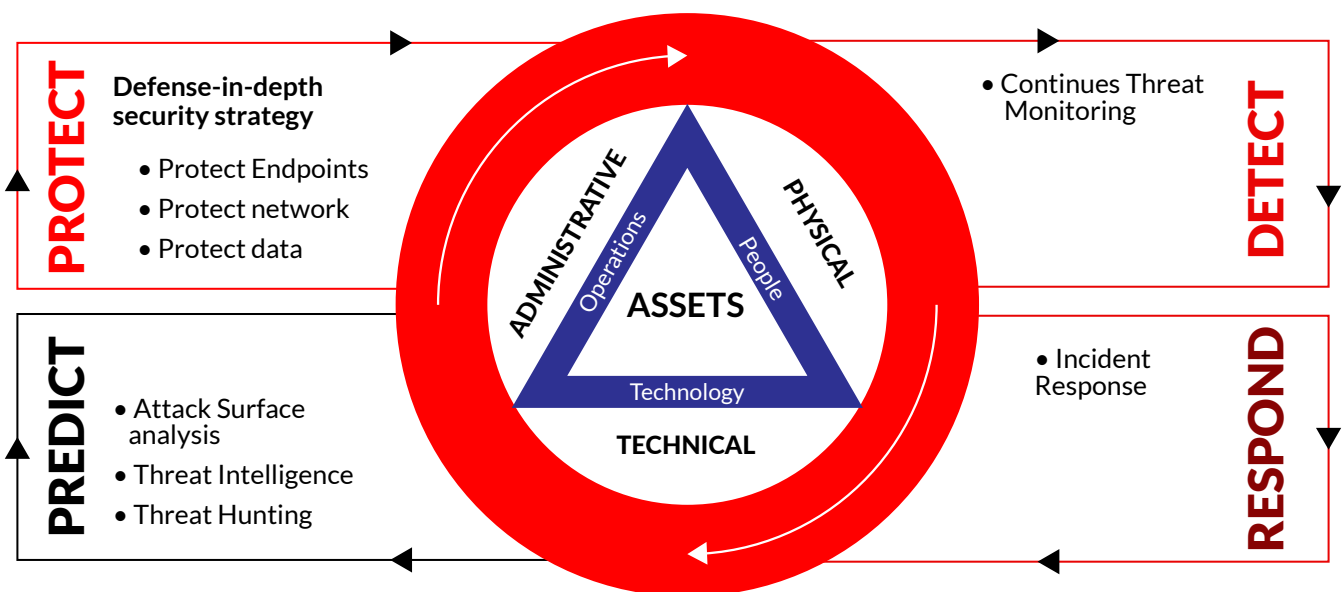 PROTECT
Defense-in-depth
security strategy
• Protect Endpoints
• Protect network
• Protect data
• Continues Threat
Monitoring
DETECT
ADMINISTRATIVE
Operations
PHYSICAL
People
ASSETS
Technology
TECHNICAL
PREDICT
• Attack Surface
analysis
• Threat Intelligence
• Threat Hunting
• Incident
Response
RESPOND